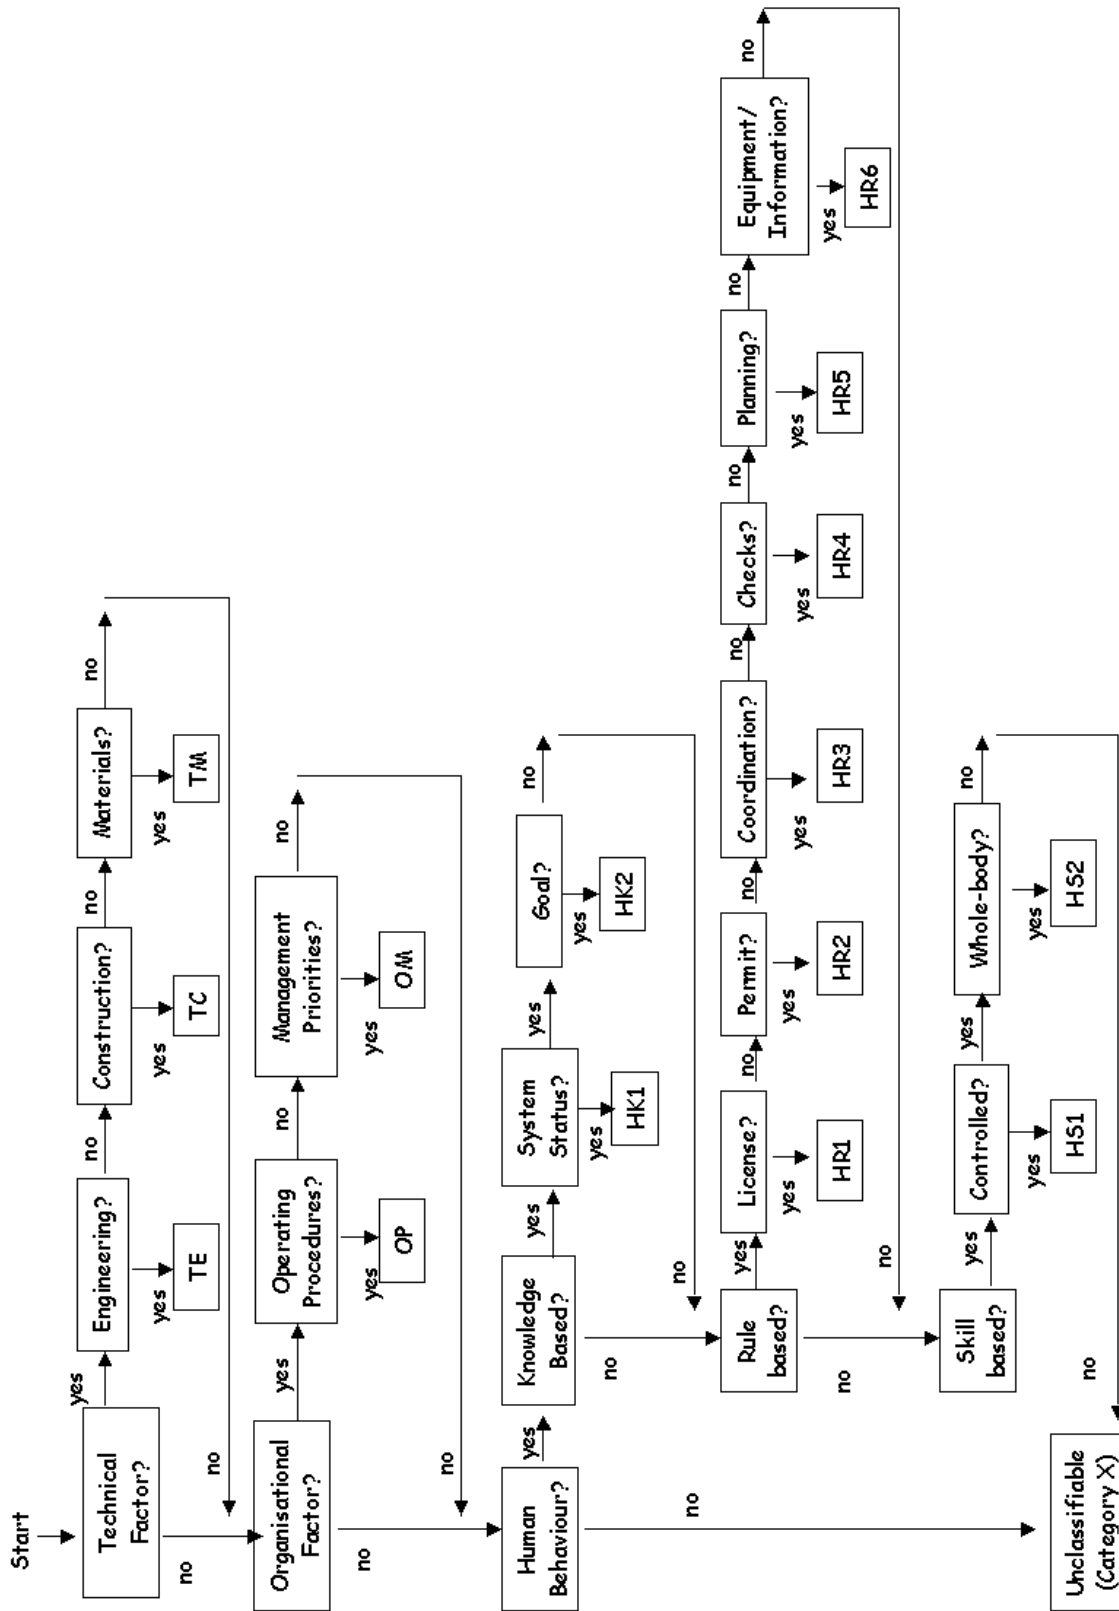 Start
Technical
Factor?
yes
Engineering?
no
Construction?
no
Materials?
no
yes
TE
yes
TC
yes
TM
no
no
Organisational
Factor?
yes
Operating
Procedures?
no
Management
Priorities?
no
yes
OP
yes
OM
no
no
Human
Behaviour?
yes
Knowledge
Based?
yes
System
Status?
yes
Goal?
no
yes
HK1
yes
HK2
no
no
Rule
based?
yes
License?
no
Permit?
no
Coordination?
no
Checks?
no
Planning?
no
Equipment/
Information?
no
yes
HR1
yes
HR2
yes
HR3
yes
HR4
yes
HR5
yes
HR6
no
no
Skill
based?
yes
Controlled?
yes
Whole-body?
no
yes
HS1
yes
HS2
no
no
Unclassifiable
(Category X)